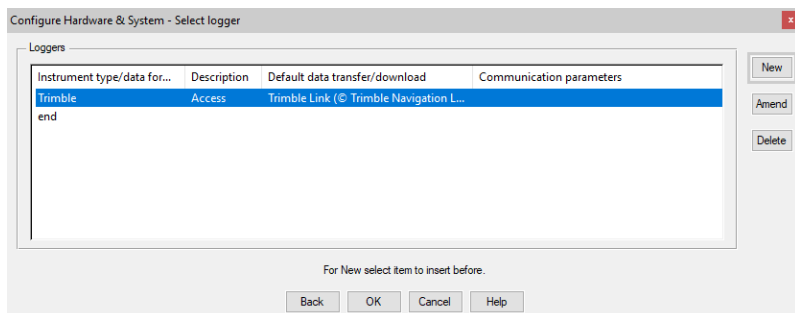 Configure Hardware & System - Select logger
x
Loggers
Instrument type/data for... Description Default data transfer/download Communication parameters
Trimble Access Trimble Link (© Trimble Navigation L...
end
New
Amend
Delete
For New select item to insert before.
Back OK Cancel Help